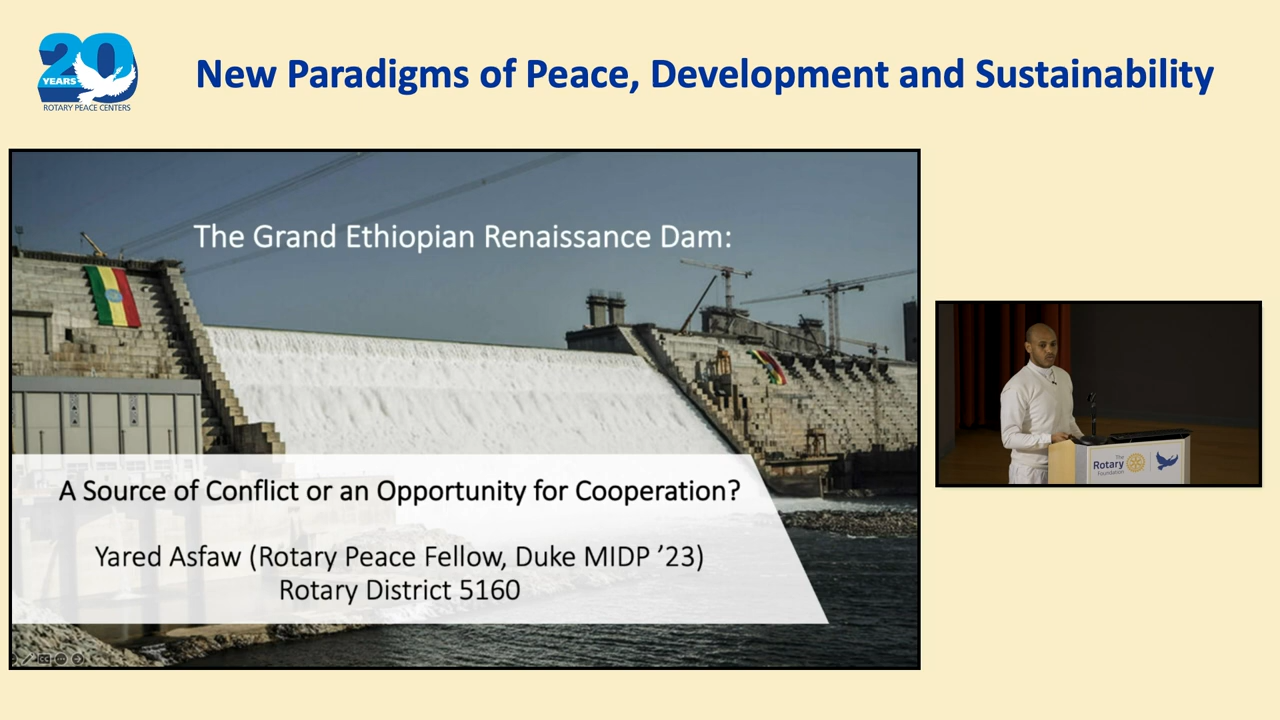 20
YEARS
ROTARY PEACE CENTERS
New Paradigms of Peace, Development and Sustainability
The Grand Ethiopian Renaissance Dam:
A Source of Conflict or an Opportunity for Cooperation?
Yared Asfaw (Rotary Peace Fellow, Duke MIDP ’23)
Rotary District 5160
The
Rotary
Foundation